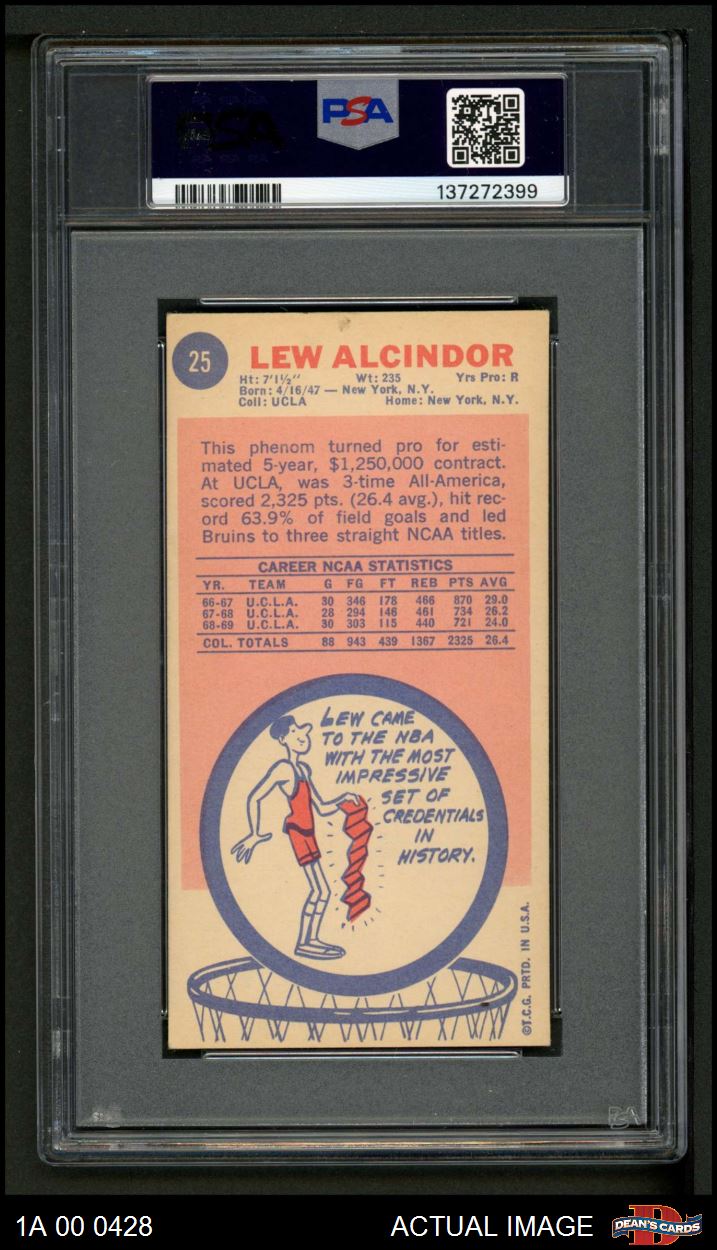 PSA
137272399
25
LEW ALCINDOR
Ht: 7'1½" Wt: 235 Yrs Pro: R
Born: 4/16/47 — New York, N.Y.
Coll: UCLA Home: New York, N.Y.
This phenom turned pro for esti-
mated 5-year, $1,250,000 contract.
At UCLA, was 3-time All-America,
scored 2,325 pts. (26.4 avg.), hit rec-
ord 63.9% of field goals and led
Bruins to three straight NCAA titles.
CAREER NCAA STATISTICS
YR. TEAM G FG FT REB PTS AVG
66-67 U.C.L.A. 30 346 178 466 870 29.0
67-68 U.C.L.A. 28 294 146 461 734 26.2
68-69 U.C.L.A. 30 303 115 440 721 24.0
COL. TOTALS 88 943 439 1367 2325 26.4
LEW CAME
TO THE NBA
WITH THE MOST
IMPRESSIVE
SET OF
CREDENTIALS
IN
HISTORY.
©T.C.G. PRTD. IN U.S.A.
PSA
1A 00 0428
ACTUAL IMAGE
DEAN'S CARDS